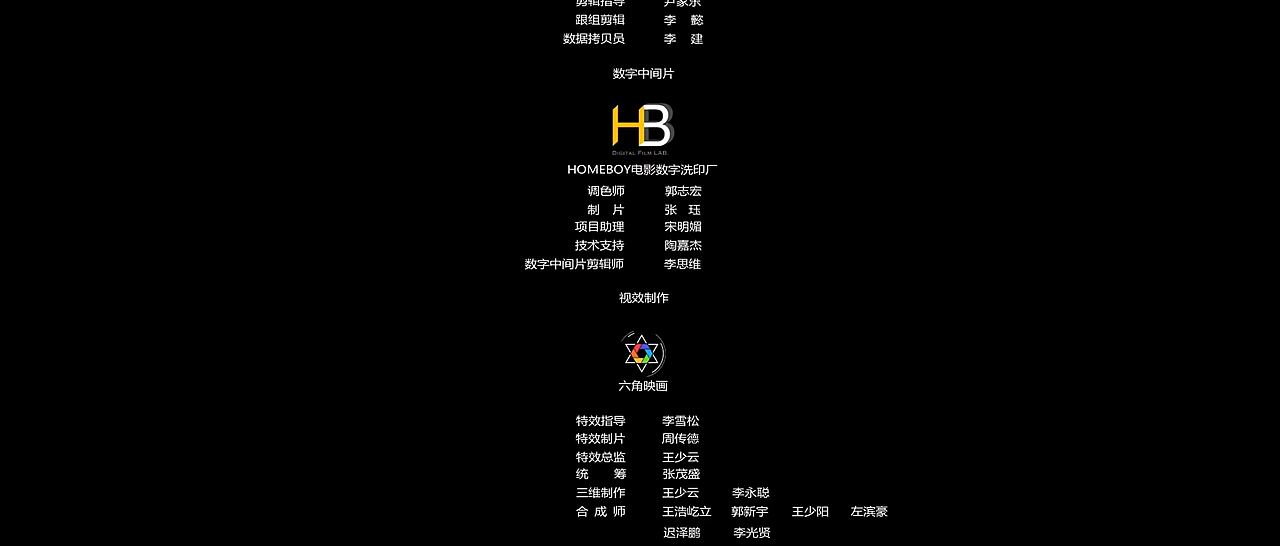 剪辑指导 尹家乐
跟组剪辑 李 懿
数据拷贝员 李 建
数字中间片
HB
DIGITAL FILM LAB.
HOMEBOY电影数字洗印厂
调色师 郭志宏
制 片 张 珏
项目助理 宋明媚
技术支持 陶嘉杰
数字中间片剪辑师 李思维
视效制作
六角映画
特效指导 李雪松
特效制片 周传德
特效总监 王少云
统 筹 张茂盛
三维制作 王少云 李永聪
合 成 师 王浩屹立 郭新宇 王少阳 左滨豪
迟泽鹏 李光贤